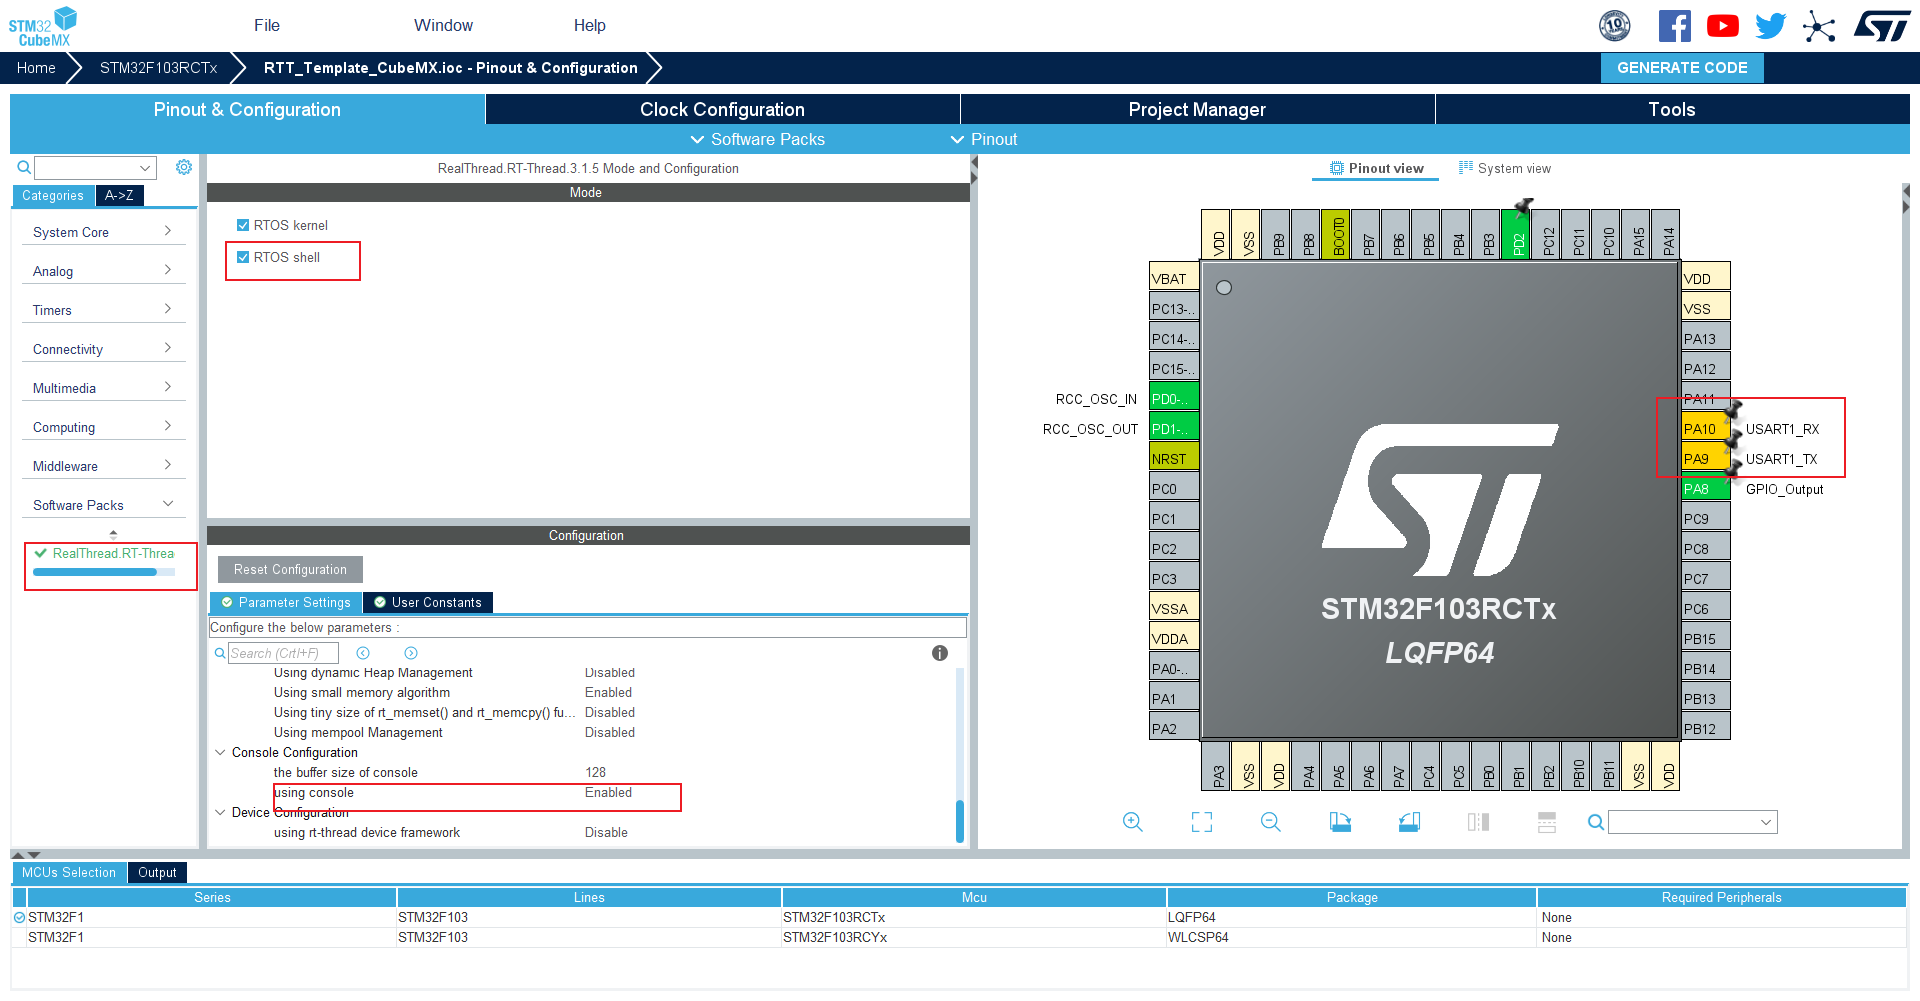 STM32
CubeMX
File
Window
Help
10
Home
STM32F103RCTx
RTT_Template_CubeMX.ioc - Pinout & Configuration
GENERATE CODE
Pinout & Configuration
Clock Configuration
Project Manager
Tools
Software Packs
Pinout
Categories
A->Z
System Core
Analog
Timers
Connectivity
Multimedia
Computing
Middleware
Software Packs
RealThread.RT-Threa
RealThread.RT-Thread.3.1.5 Mode and Configuration
Mode
RTOS kernel
RTOS shell
Configuration
Reset Configuration
Parameter Settings
User Constants
Configure the below parameters :
Search (Crtl+F)
Using dynamic Heap Management Disabled
Using small memory algorithm Enabled
Using tiny size of rt_memset() and rt_memcpy() fu... Disabled
Using mempool Management Disabled
Console Configuration
the buffer size of console 128
using console Enabled
Device Configuration
using rt-thread device framework Disable
Pinout view
System view
VDD VSS PB9 PB8 BOOT0 PB7 PB6 PB5 PB4 PB3 PD2 PC12 PC11 PC10 PA15 PA14
VBAT
PC13-..
PC14-..
PC15-..
RCC_OSC_IN PD0-..
RCC_OSC_OUT PD1-..
NRST
PC0
PC1
PC2
PC3
VSSA
VDDA
PA0-..
PA1
PA2
STM32F103RCTx
LQFP64
VDD
VSS
PA13
PA12
PA11
PA10 USART1_RX
PA9 USART1_TX
PA8 GPIO_Output
PC9
PC8
PC7
PC6
PB15
PB14
PB13
PB12
PA3 VSS VDD PA4 PA5 PA6 PA7 PC4 PC5 PB0 PB1 PB2 PB10 PB11 VSS VDD
MCUs Selection
Output
Series Lines Mcu Package Required Peripherals
STM32F1 STM32F103 STM32F103RCTx LQFP64 None
STM32F1 STM32F103 STM32F103RCYx WLCSP64 None